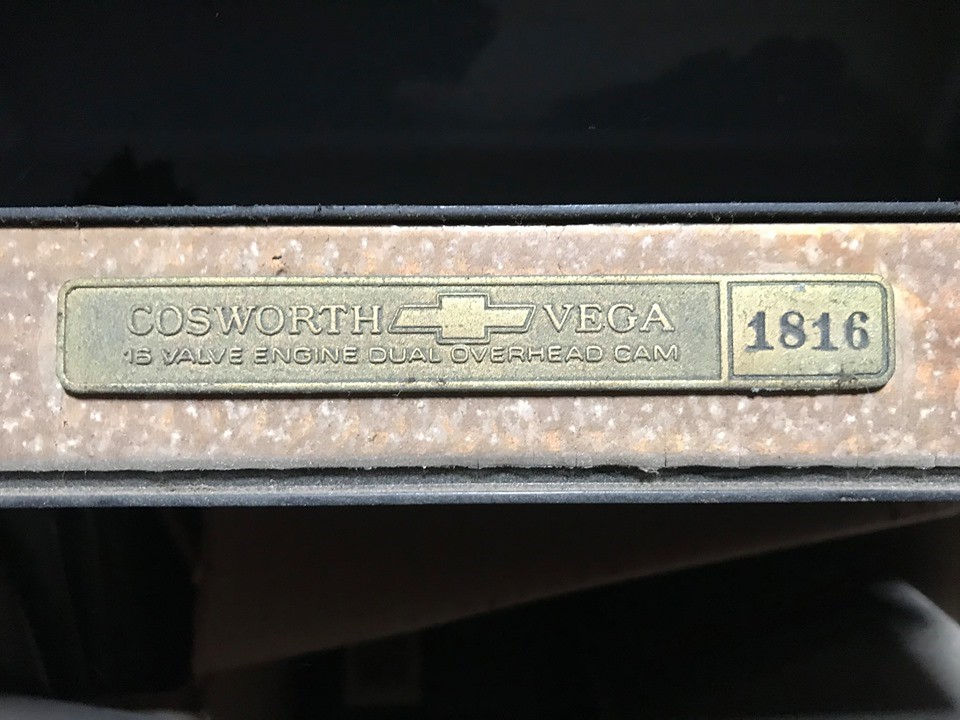 COSWORTH VEGA
16 VALVE ENGINE DUAL OVERHEAD CAM
1816